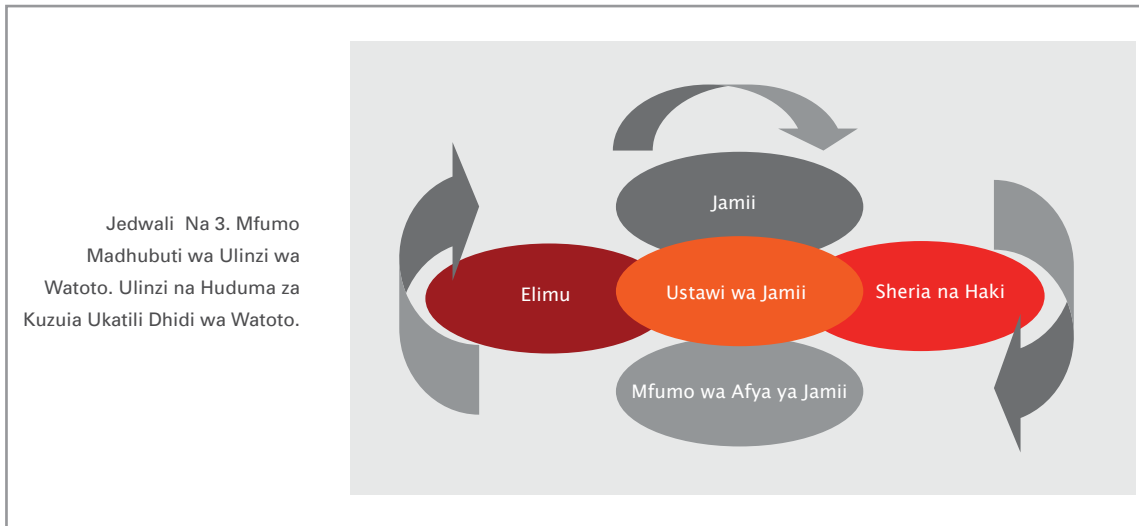 Jedwali Na 3. Mfumo
Madhubuti wa Ulinzi wa
Watoto. Ulinzi na Huduma za
Kuzuia Ukatili Dhidi wa Watoto.
Jamii
Elimu
Ustawi wa Jamii
Sheria na Haki
Mfumo wa Afya ya Jamii